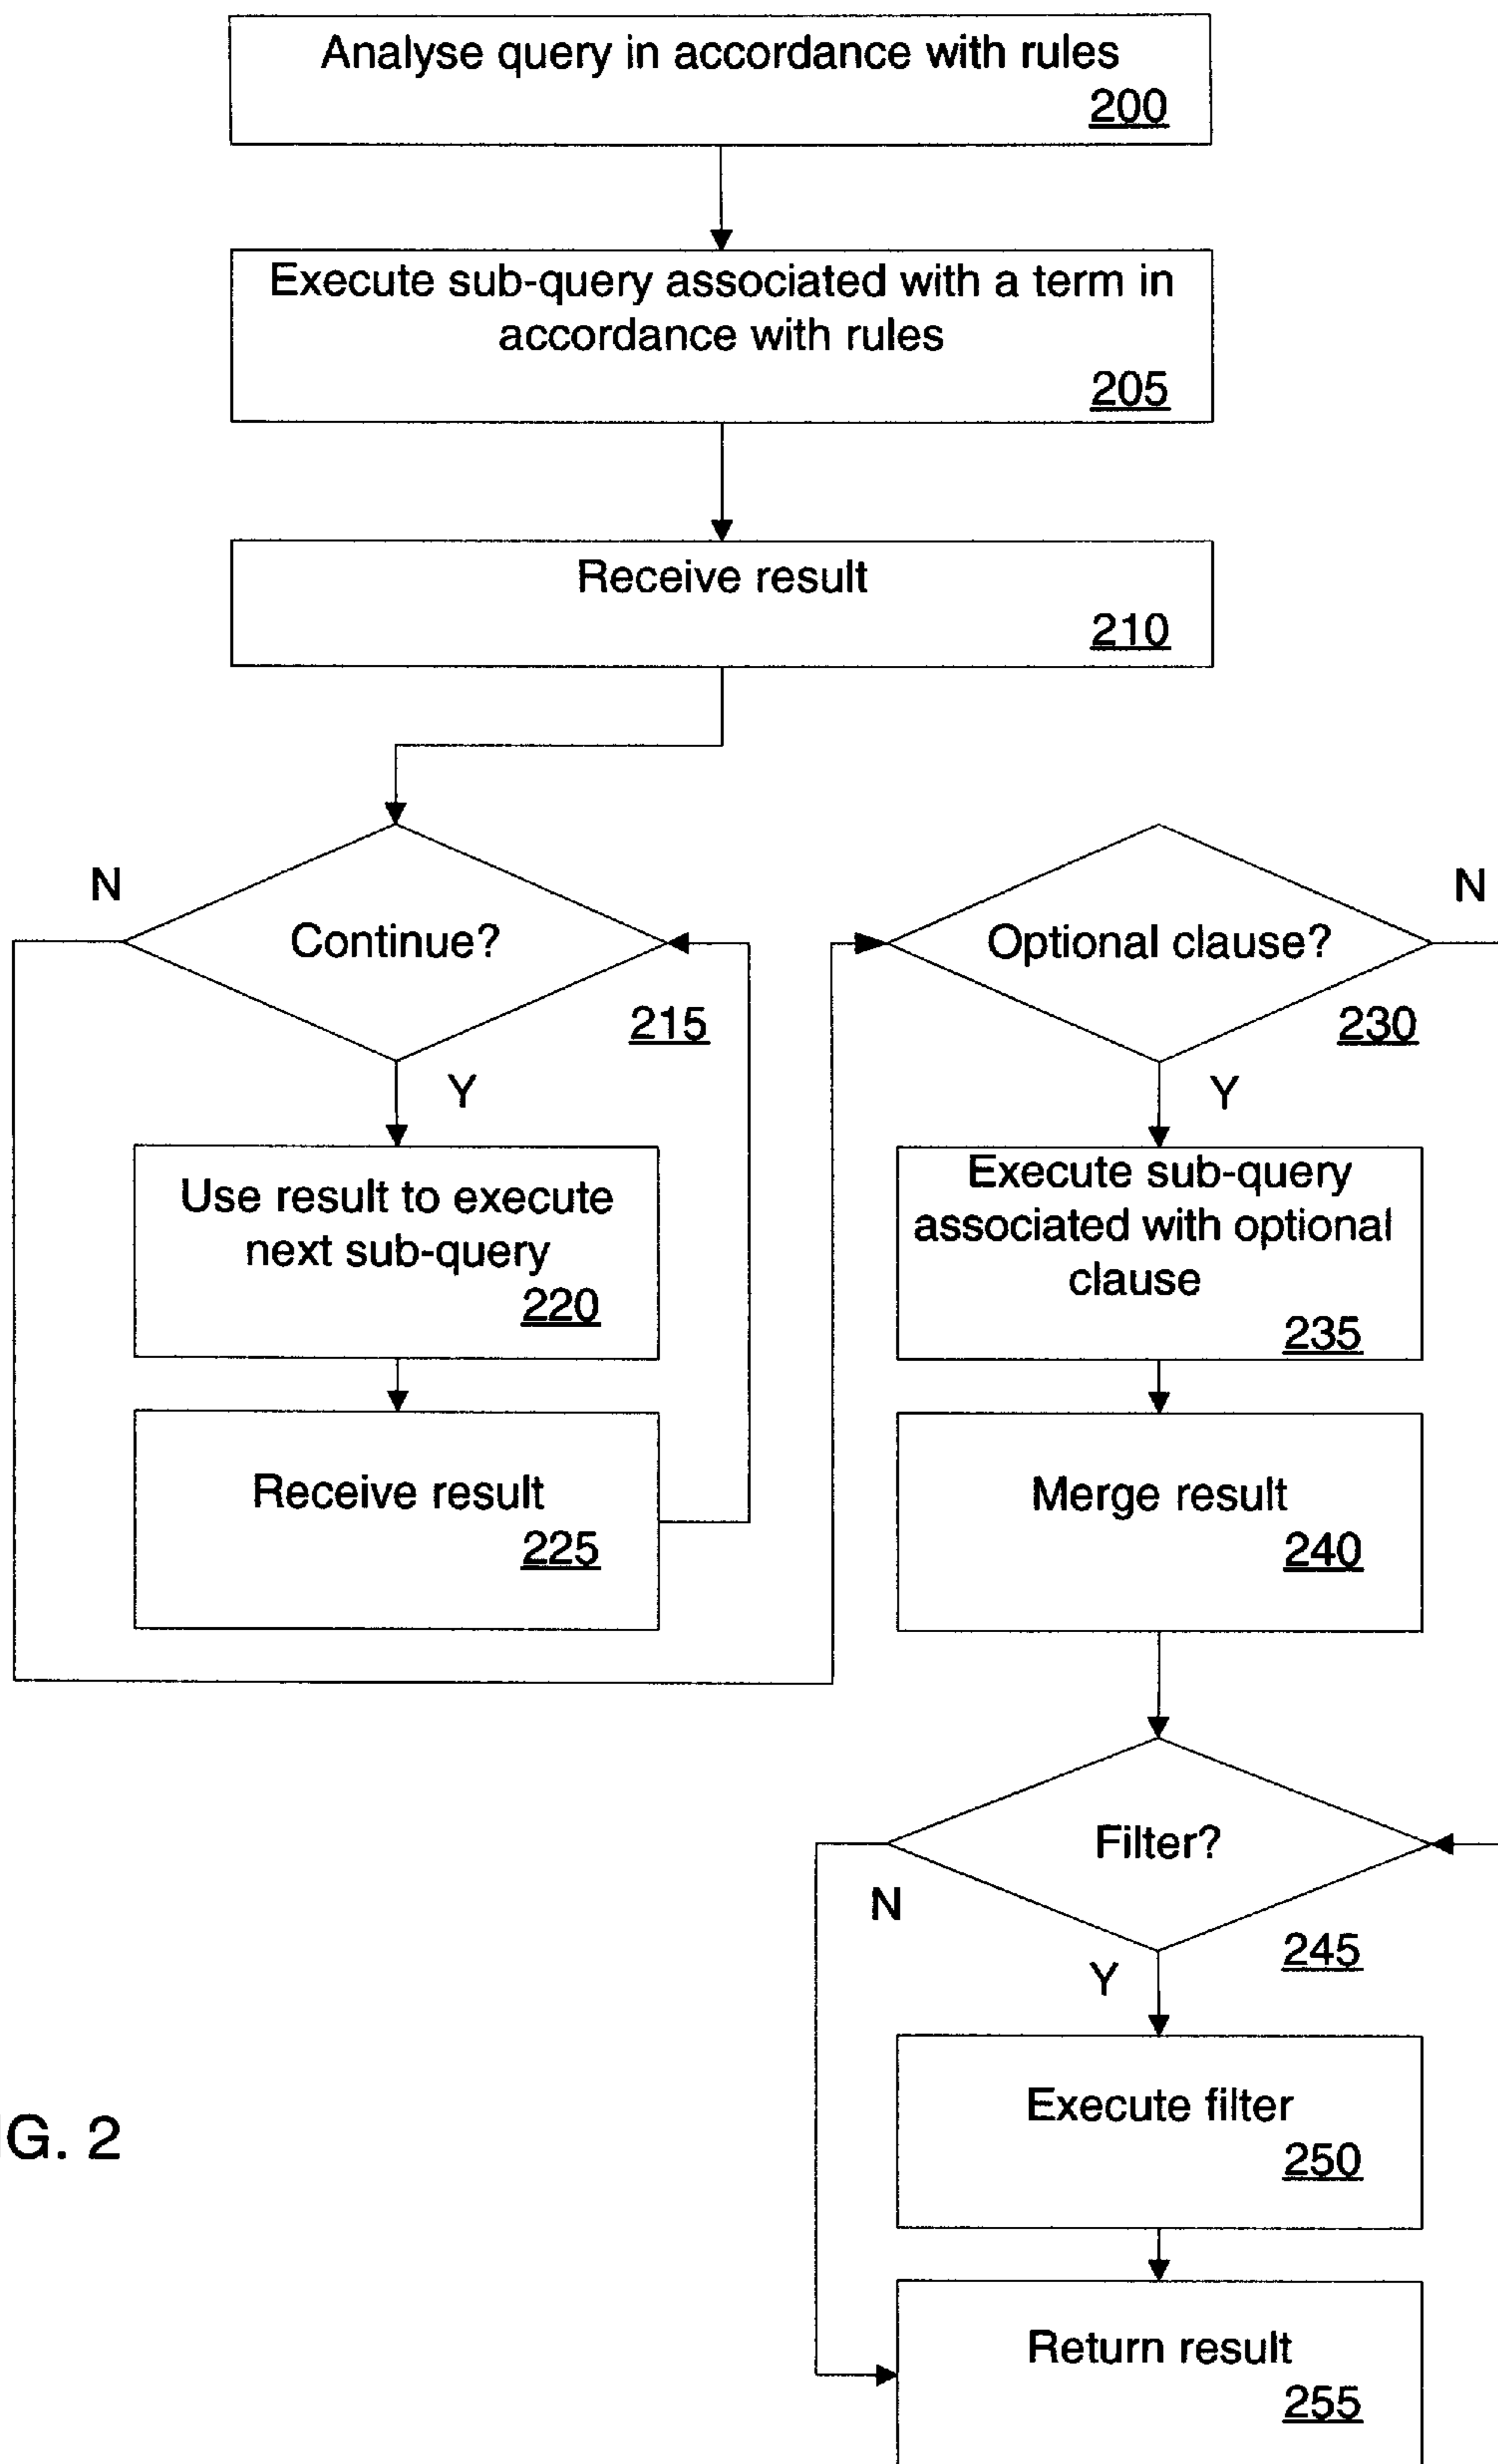 Analyse query in accordance with rules
200
Execute sub-query associated with a term in
accordance with rules
205
Receive result
210
N
Continue?
215
Y
Use result to execute
next sub-query
220
Receive result
225
N
Optional clause?
230
Y
Execute sub-query
associated with optional
clause
235
Merge result
240
Filter?
N
245
Y
Execute filter
250
Return result
255
G. 2